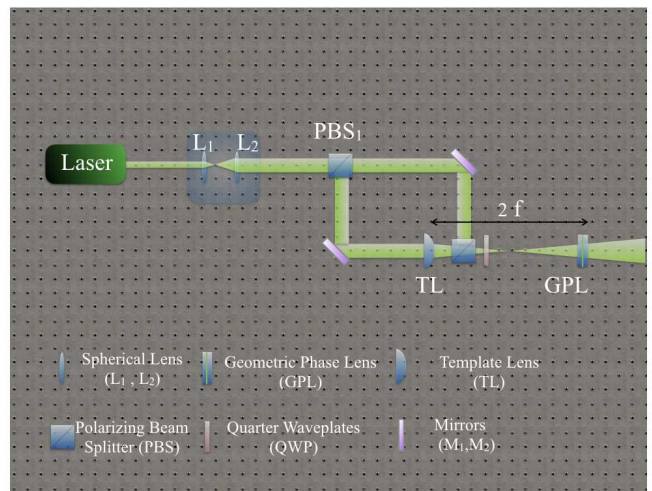 PBS₁
L₁ L₂
Laser
2 f
TL
GPL
Spherical Lens
(L₁ , L₂)
Geometric Phase Lens
(GPL)
Template Lens
(TL)
Polarizing Beam
Splitter (PBS)
Quarter Waveplates
(QWP)
Mirrors
(M₁,M₂)